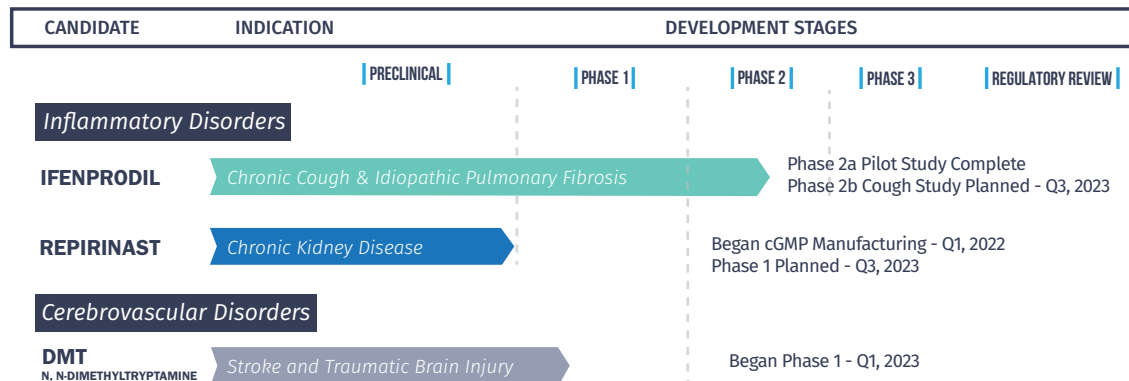 CANDIDATE INDICATION DEVELOPMENT STAGES
PRECLINICAL PHASE 1 PHASE 2 PHASE 3 REGULATORY REVIEW
Inflammatory Disorders
IFENPRODIL Chronic Cough & Idiopathic Pulmonary Fibrosis
Phase 2a Pilot Study Complete
Phase 2b Cough Study Planned - Q3, 2023
REPIRINAST Chronic Kidney Disease
Began cGMP Manufacturing - Q1, 2022
Phase 1 Planned - Q3, 2023
Cerebrovascular Disorders
DMT
N, N-DIMETHYLTRYPTAMINE
Stroke and Traumatic Brain Injury
Began Phase 1 - Q1, 2023